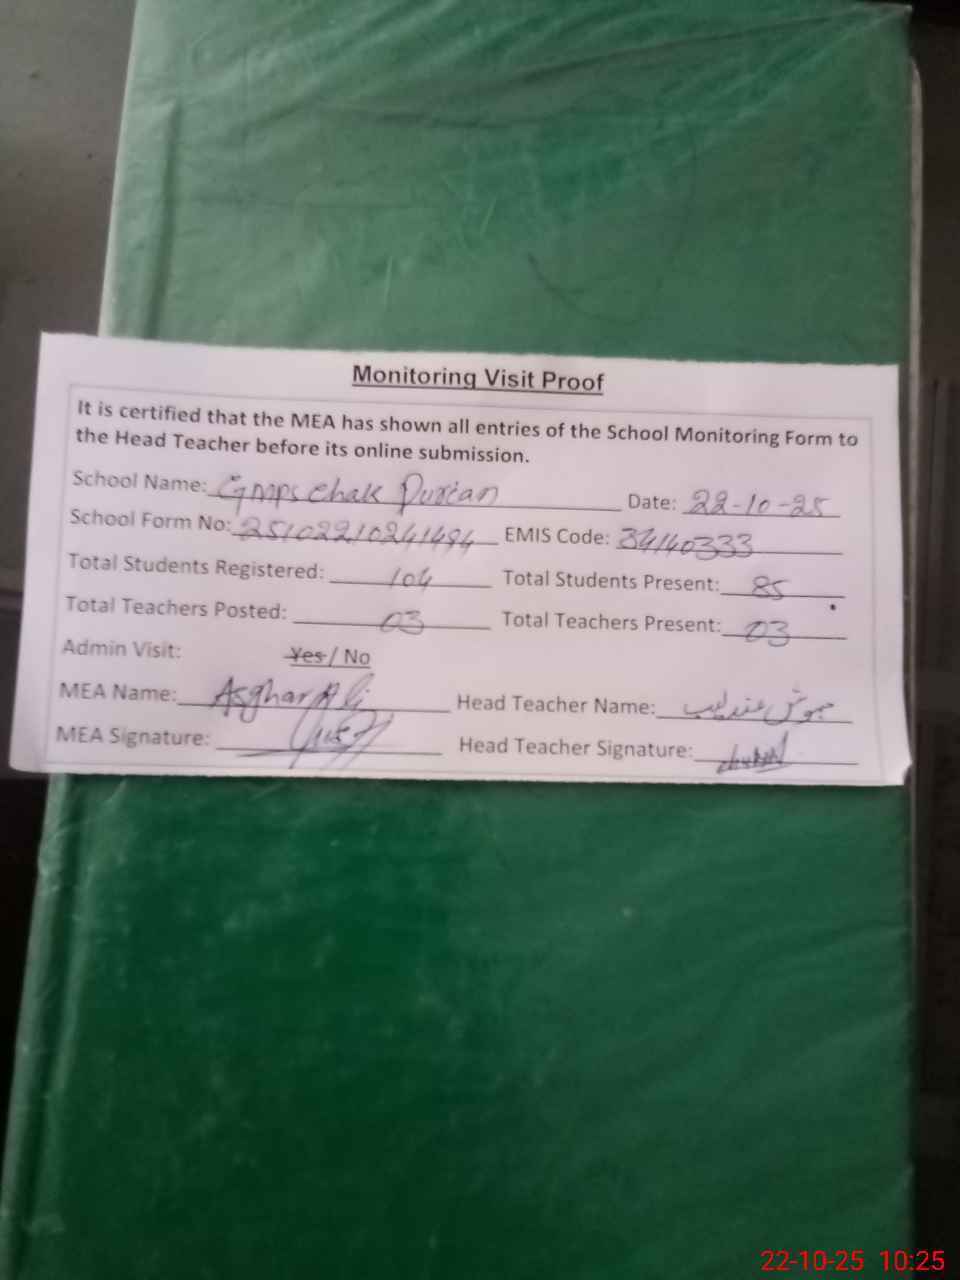 Monitoring Visit Proof
It is certified that the MEA has shown all entries of the School Monitoring Form to
the Head Teacher before its online submission.
School Name: Gmps Chak Durian Date: 22-10-25
School Form No: 25102210241494 EMIS Code: 34140333
Total Students Registered: 104 Total Students Present: 85
Total Teachers Posted: 03 Total Teachers Present: 03
Admin Visit: Yes / No
MEA Name: Asghar Ali Head Teacher Name:
MEA Signature: Head Teacher Signature:
22-10-25 10:25